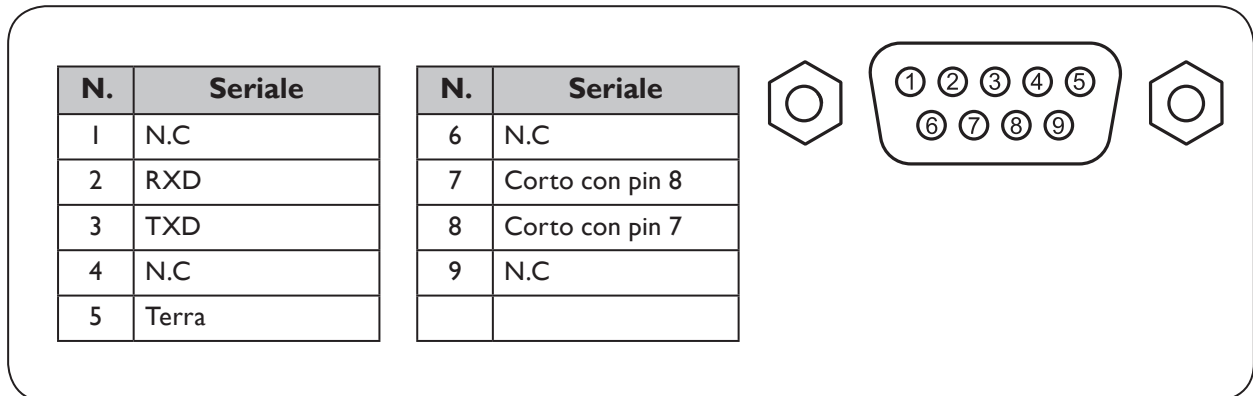 N. Seriale
1 N.C
2 RXD
3 TXD
4 N.C
5 Terra
N. Seriale
6 N.C
7 Corto con pin 8
8 Corto con pin 7
9 N.C
1 2 3 4 5
6 7 8 9